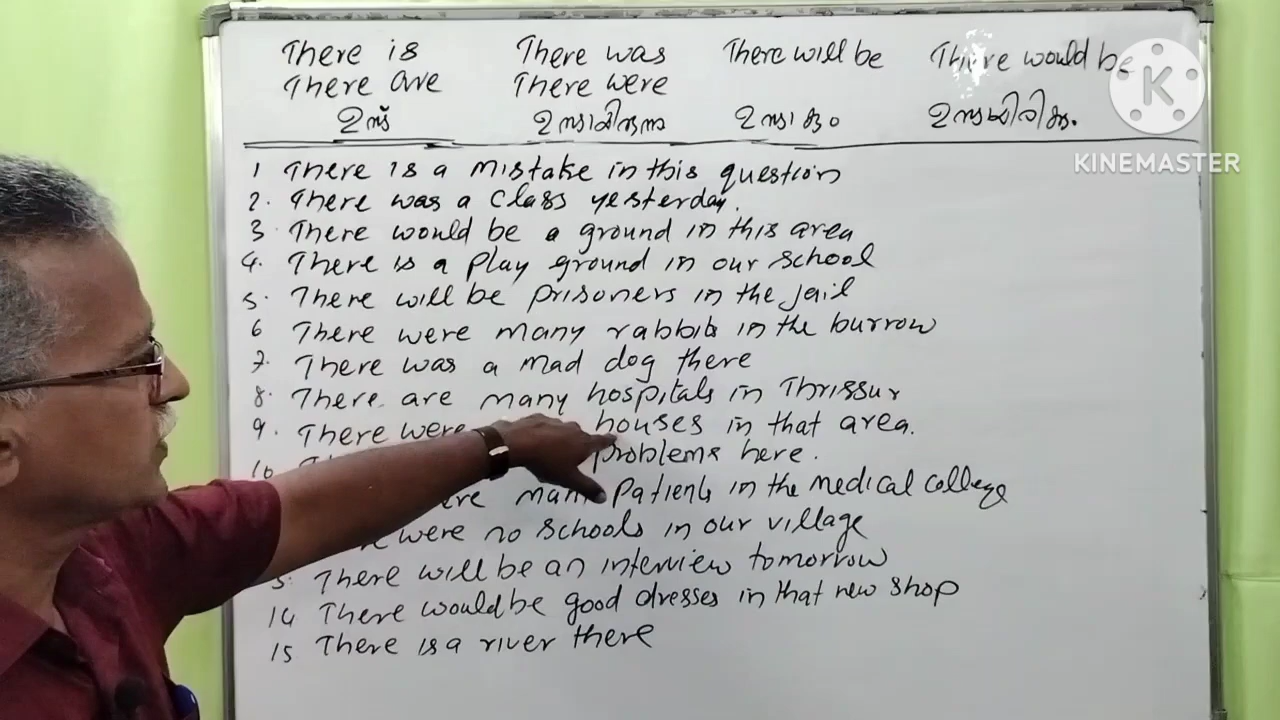 There is There was There will be There would be
There are There were
ഉണ്ട് ഉണ്ടായിരുന്നു ഉണ്ടാകും ഉണ്ടായിരിക്കും.
K
KINEMASTER
1 There is a mistake in this question
2. There was a class yesterday.
3. There would be a ground in this area
4. There is a play ground in our school
5. There will be prisoners in the jail
6 There were many rabbits in the burrow
7. There was a mad dog there
8. There are many hospitals in Thrissur
9. There were houses in that area.
10 problems here.
many patients in the medical college
were no schools in our village
There will be an interview tomorrow
14 There would be good dresses in that new shop
15 There is a river there